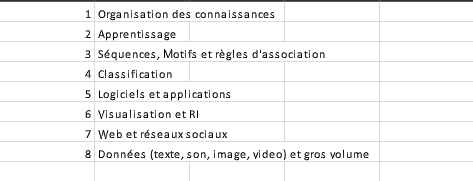 1 Organisation des connaissances
2 Apprentissage
3 Séquences, Motifs et règles d'association
4 Classification
5 Logiciels et applications
6 Visualisation et RI
7 Web et réseaux sociaux
8 Données (texte, son, image, video) et gros volume